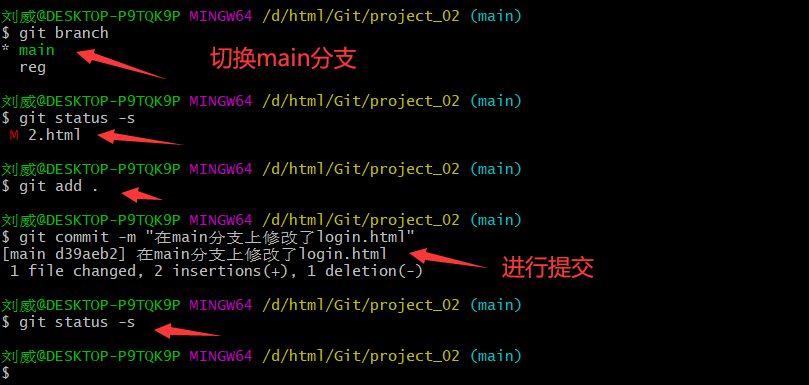 刘威@DESKTOP-P9TQK9P MINGW64 /d/html/Git/project_02 (main)
$ git branch
* main
切换main分支
  reg
刘威@DESKTOP-P9TQK9P MINGW64 /d/html/Git/project_02 (main)
$ git status -s
 M 2.html
刘威@DESKTOP-P9TQK9P MINGW64 /d/html/Git/project_02 (main)
$ git add .
刘威@DESKTOP-P9TQK9P MINGW64 /d/html/Git/project_02 (main)
$ git commit -m "在main分支上修改了login.html"
[main d39aeb2] 在main分支上修改了login.html
 1 file changed, 2 insertions(+), 1 deletion(-)
进行提交
刘威@DESKTOP-P9TQK9P MINGW64 /d/html/Git/project_02 (main)
$ git status -s
刘威@DESKTOP-P9TQK9P MINGW64 /d/html/Git/project_02 (main)
$